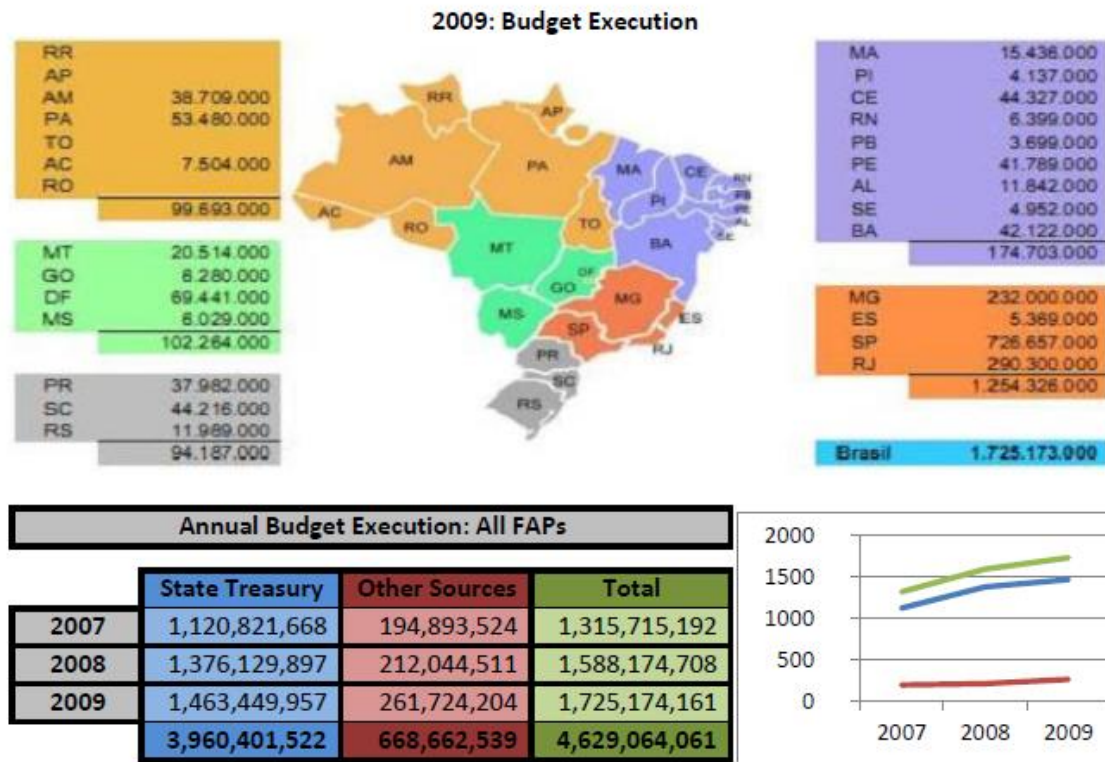 2009: Budget Execution
RR
AP
AM 38.709.000
PA 53.480.000
TO
AC 7.504.000
RO
99.693.000
MT 20.514.000
GO 6.280.000
DF 69.441.000
MS 6.029.000
102.264.000
PR 37.982.000
SC 44.216.000
RS 11.989.000
94.187.000
RR
AP
AM
PA
MA
CE
RN
PB
PE
AL
SE
PI
AC
RO
TO
BA
MT
DF
GO
MG
MS
ES
SP
RJ
PR
SC
RS
MA 15.436.000
PI 4.137.000
CE 44.327.000
RN 6.399.000
PB 3.699.000
PE 41.789.000
AL 11.842.000
SE 4.952.000
BA 42.122.000
174.703.000
MG 232.000.000
ES 5.369.000
SP 726.657.000
RJ 290.300.000
1.254.326.000
Brasil 1.725.173.000
Annual Budget Execution: All FAPs
State Treasury Other Sources Total
2007 1,120,821,668 194,893,524 1,315,715,192
2008 1,376,129,897 212,044,511 1,588,174,708
2009 1,463,449,957 261,724,204 1,725,174,161
3,960,401,522 668,662,539 4,629,064,061
2000
1500
1000
500
0
2007 2008 2009